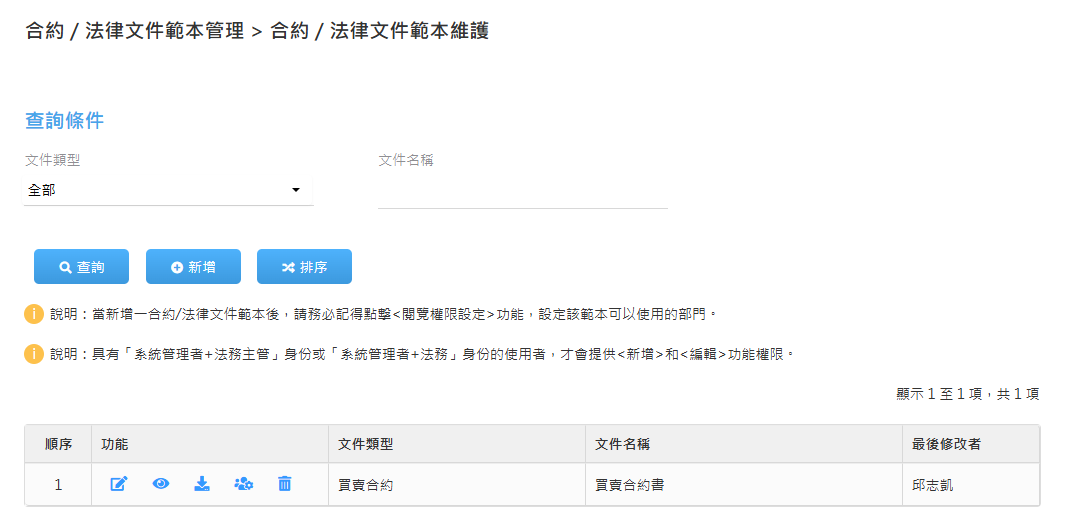 合約 / 法律文件範本管理 > 合約 / 法律文件範本維護
查詢條件
文件類型 文件名稱
全部
查詢 新增 排序
i 說明：當新增一合約/法律文件範本後，請務必記得點擊<閱覽權限設定>功能，設定該範本可以使用的部門。
i 說明：具有「系統管理者+法務主管」身份或「系統管理者+法務」身份的使用者，才會提供<新增>和<編輯>功能權限。
顯示 1 至 1 項，共 1 項
順序 功能 文件類型 文件名稱 最後修改者
1 買賣合約 買賣合約書 邱志凱